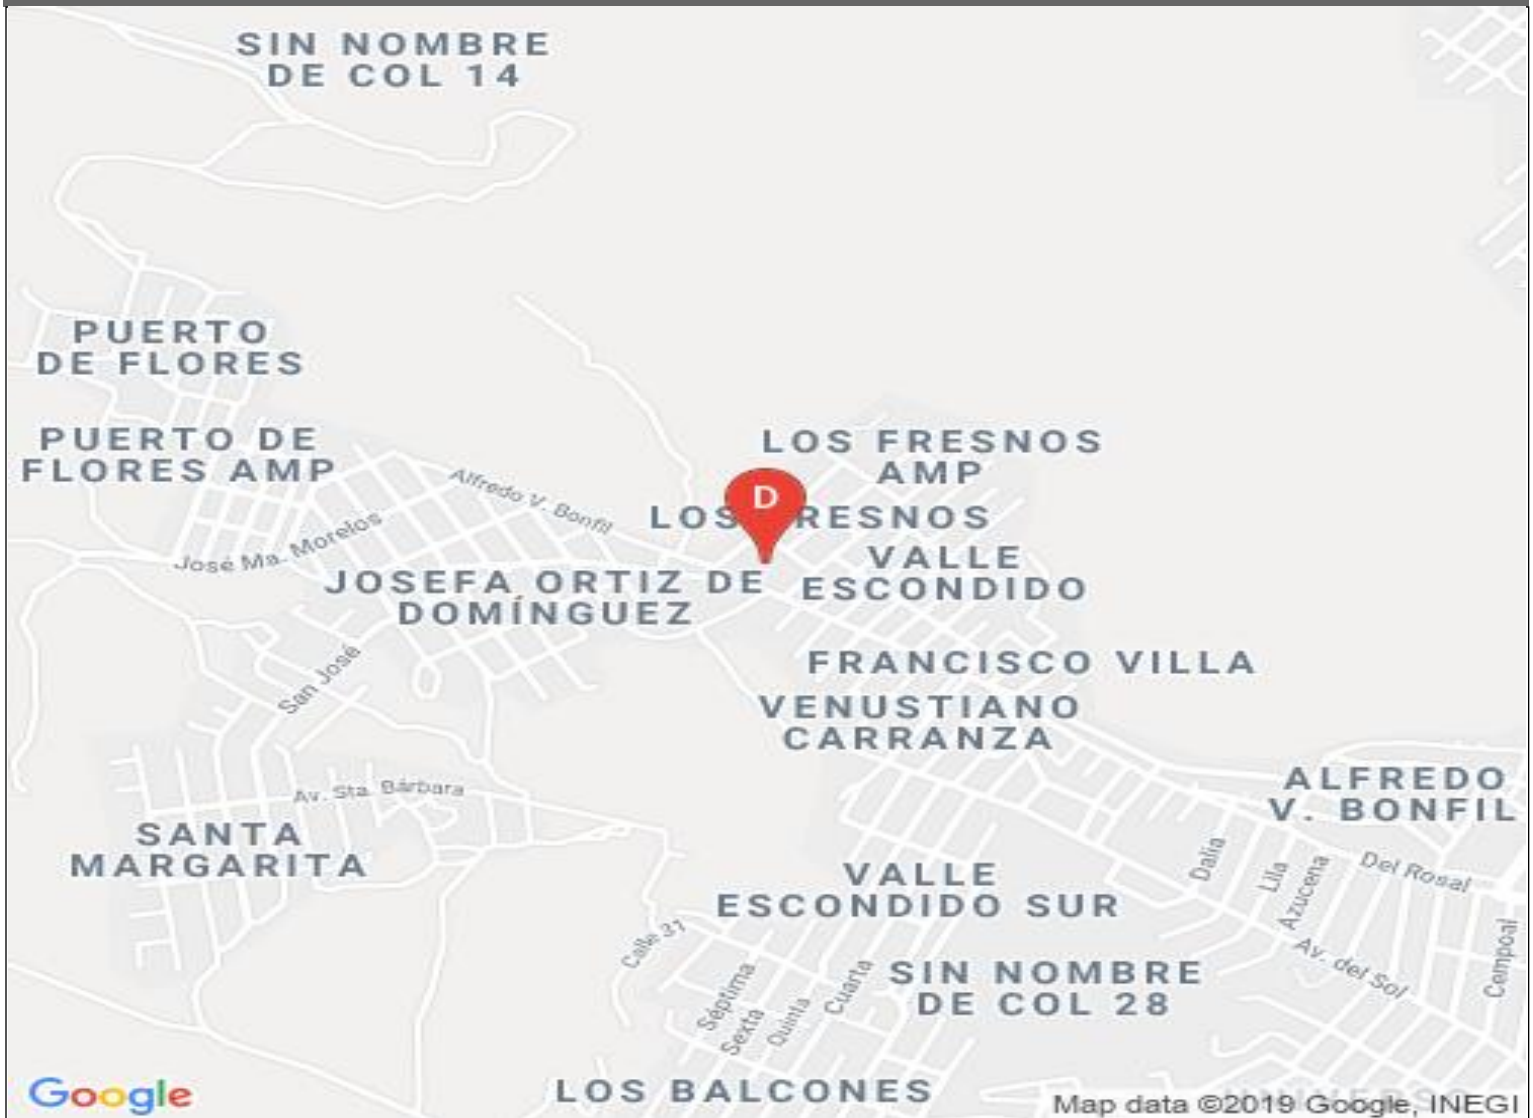 SIN NOMBRE
DE COL 14
PUERTO
DE FLORES
PUERTO DE
FLORES AMP
LOS FRESNOS
AMP
Alfredo V. Bonfil
D
LOS FRESNOS
José Ma. Morelos
VALLE
ESCONDIDO
JOSEFA ORTIZ DE
DOMÍNGUEZ
San José
FRANCISCO VILLA
VENUSTIANO
CARRANZA
ALFREDO
V. BONFIL
Av. Sta. Bárbara
SANTA
MARGARITA
Dalia
Lila
Azucena
Del Rosal
VALLE
ESCONDIDO SUR
Calle 31
Av. del Sol
Cempoal
SIN NOMBRE
DE COL 28
Séptima
Sexta
Quinta
Cuarta
LOS BALCONES
Google
Map data ©2019 Google, INEGI